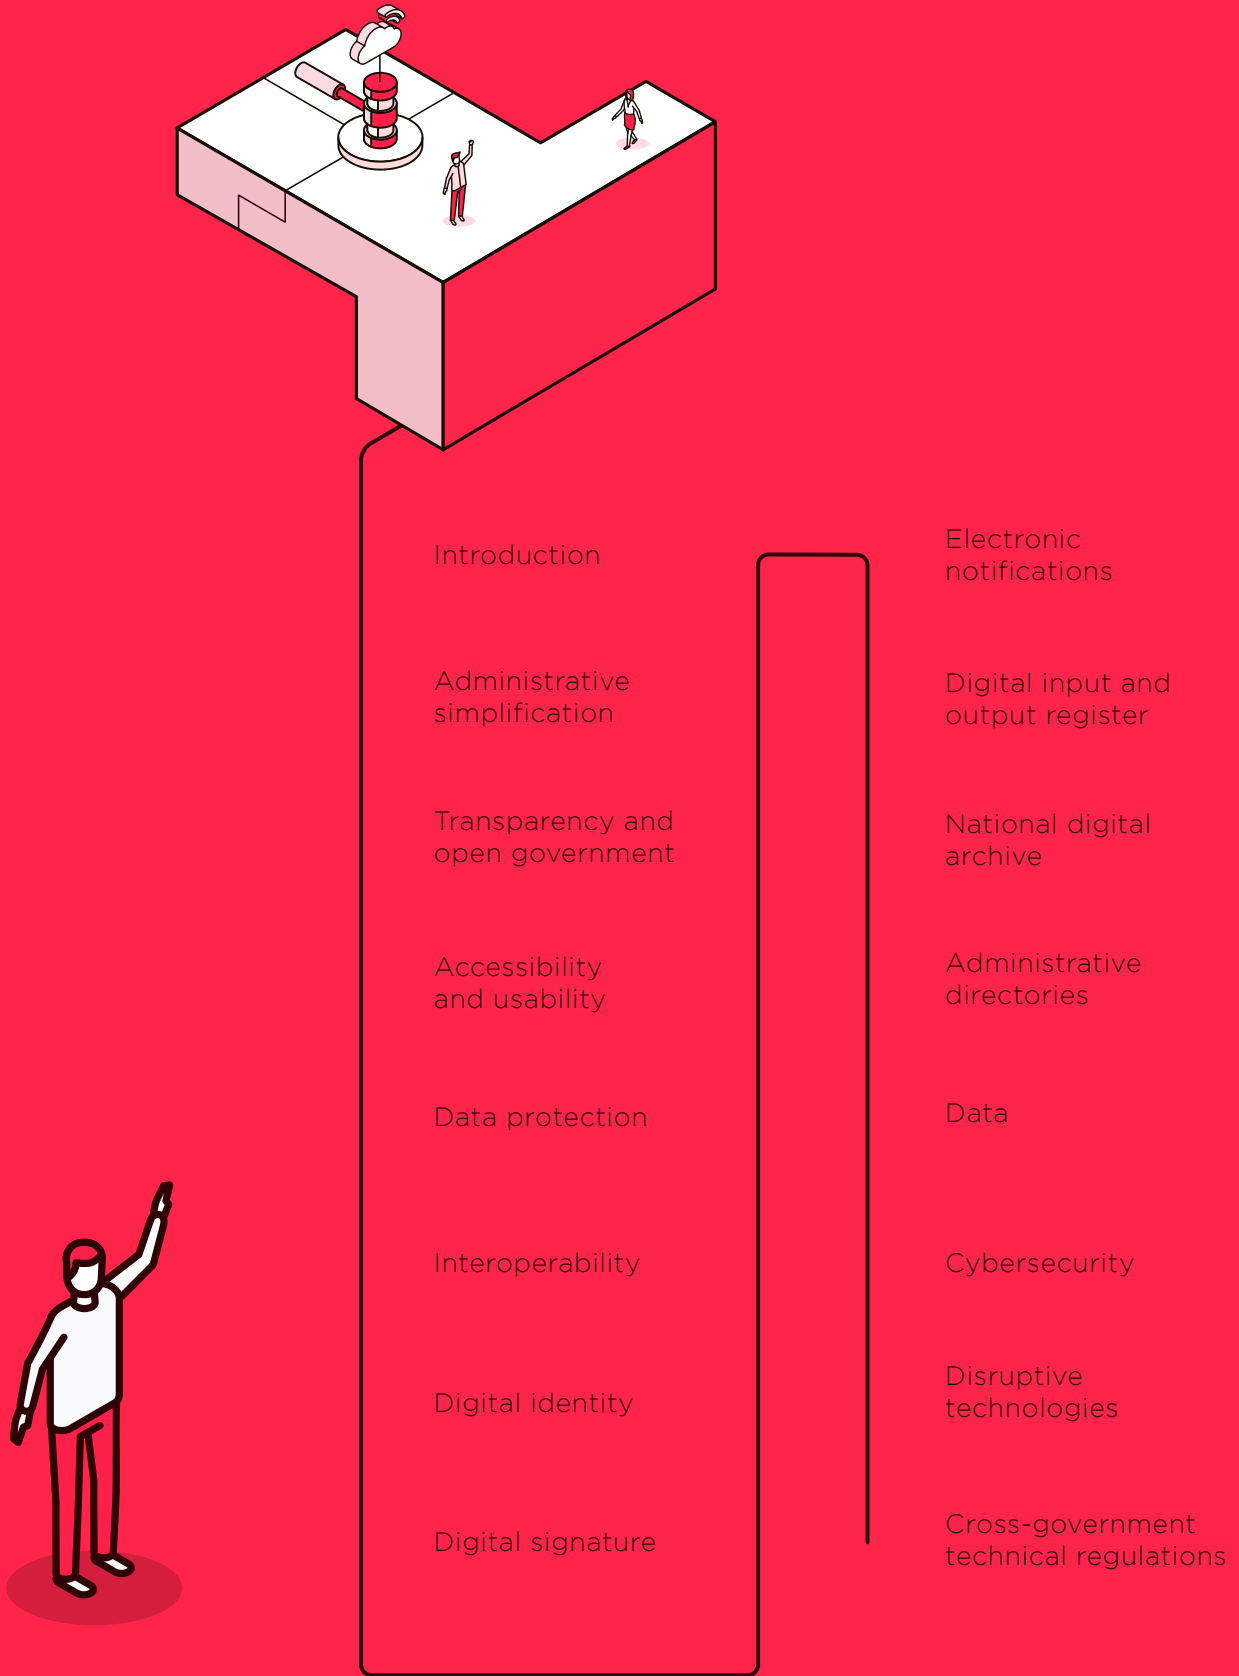 Introduction
Administrative
simplification
Transparency and
open government
Accessibility
and usability
Data protection
Interoperability
Digital identity
Digital signature
Electronic
notifications
Digital input and
output register
National digital
archive
Administrative
directories
Data
Cybersecurity
Disruptive
technologies
Cross-government
technical regulations